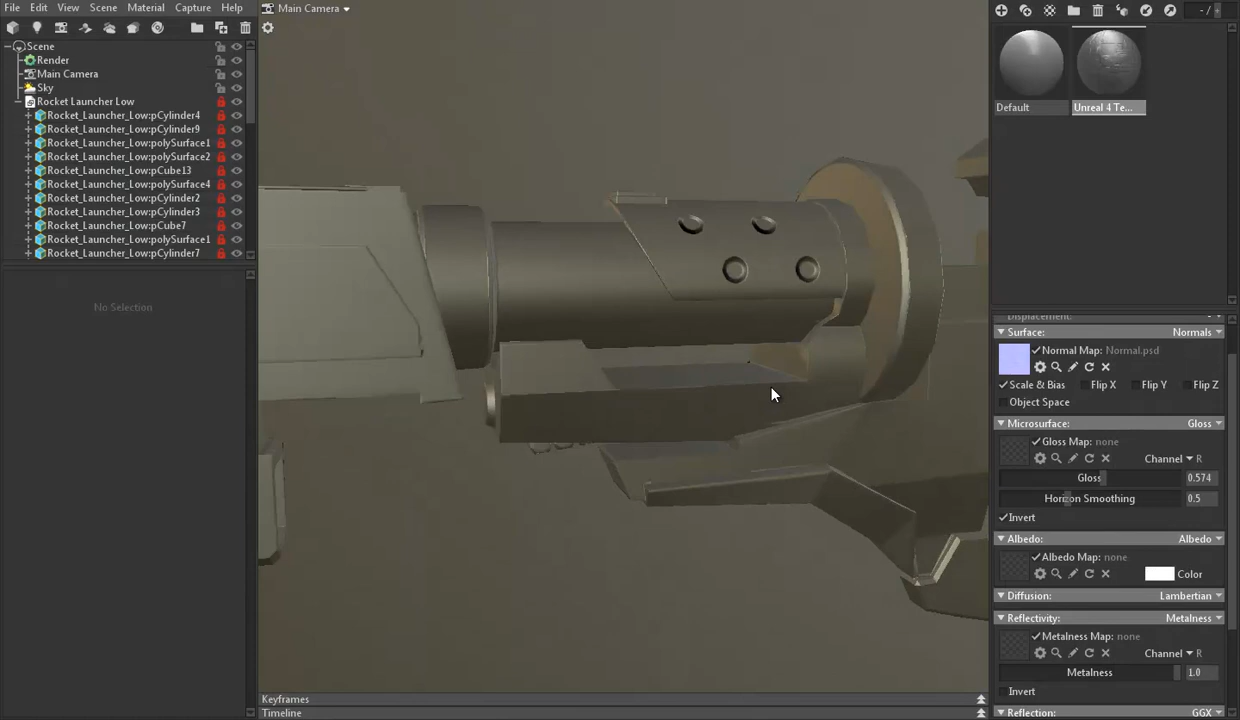 File Edit View Scene Material Capture Help
Main Camera
- / +
Scene
Render
Main Camera
Sky
Rocket Launcher Low
Rocket_Launcher_Low:pCylinder4
Rocket_Launcher_Low:pCylinder9
Rocket_Launcher_Low:polySurface1
Rocket_Launcher_Low:polySurface2
Rocket_Launcher_Low:pCube13
Rocket_Launcher_Low:polySurface4
Rocket_Launcher_Low:pCylinder2
Rocket_Launcher_Low:pCylinder3
Rocket_Launcher_Low:pCube7
Rocket_Launcher_Low:polySurface1
Rocket_Launcher_Low:pCylinder7
No Selection
Default
Unreal 4 Te...
Displacement:
Surface: Normals
Normal Map: Normal.psd
Scale & Bias Flip X Flip Y Flip Z
Object Space
Microsurface: Gloss
Gloss Map: none
Channel R
Gloss 0.574
Horizon Smoothing 0.5
Invert
Albedo: Albedo
Albedo Map: none
Color
Diffusion: Lambertian
Reflectivity: Metalness
Metalness Map: none
Channel R
Metalness 1.0
Invert
Reflection: GGX
Keyframes
Timeline